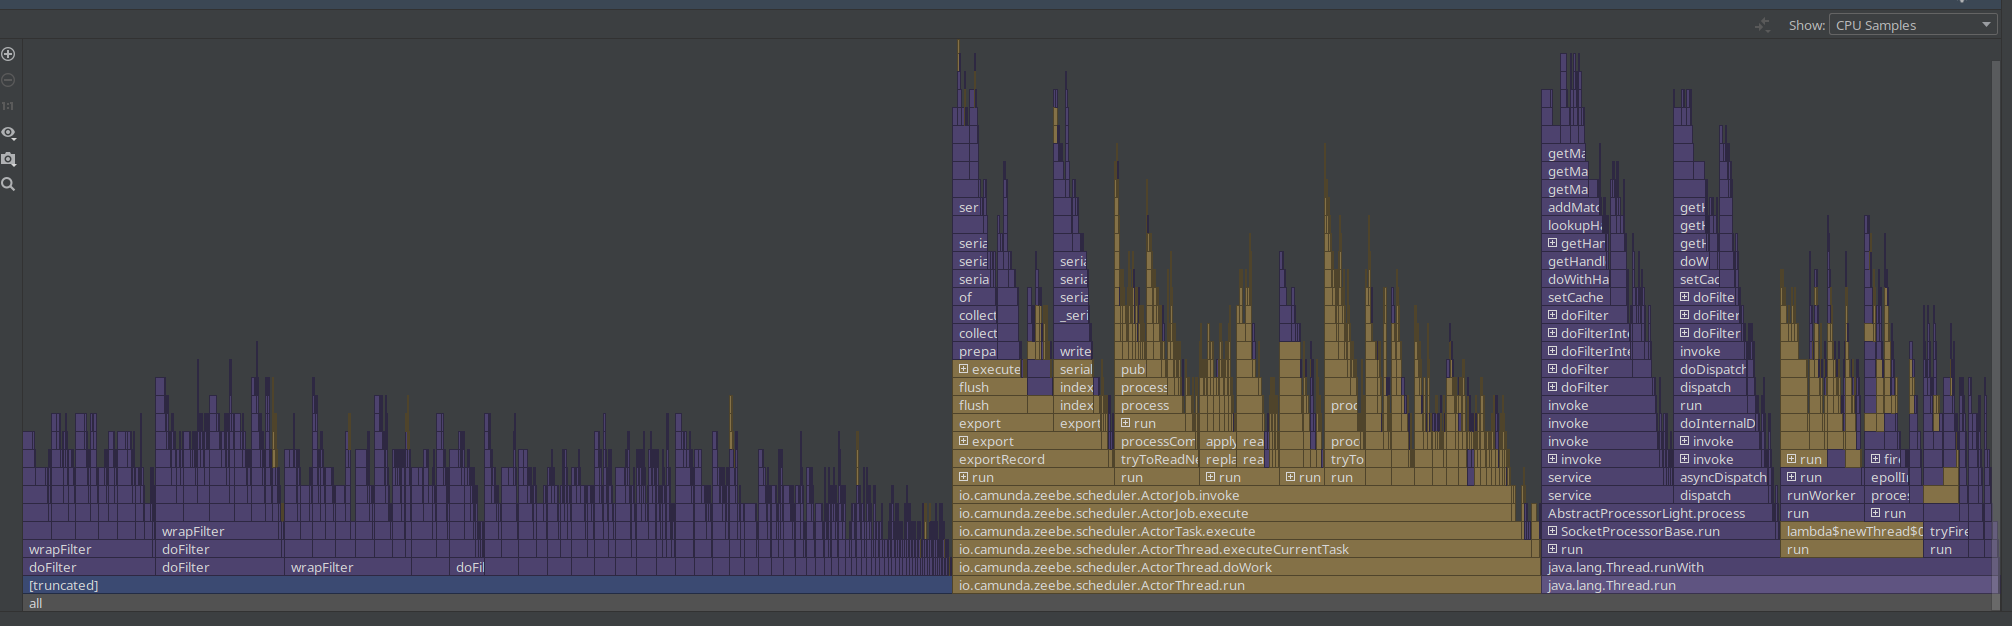 Show: CPU Samples
1:1
getMa
getMa
getMa
ser addMatc getH
lookupHa getH
seria getHan getH
seria seria getHandl doW
seria seria doWithHa setCac
of seria setCache doFilte
collect _seri doFilter doFilter
collect doFilterInte doFilter
prepa write doFilterInte invoke
execute serial pub doFilter doDispatch
flush index process doFilter dispatch
flush index process proc invoke run
export export run invoke doInternalD
export processCom apply rea proc invoke invoke
exportRecord tryToReadNe repla rea tryTo invoke invoke run fire
run run run run run service asyncDispatch run epollI
io.camunda.zeebe.scheduler.ActorJob.invoke service dispatch runWorker proces
io.camunda.zeebe.scheduler.ActorJob.execute AbstractProcessorLight.process run run
wrapFilter io.camunda.zeebe.scheduler.ActorTask.execute SocketProcessorBase.run lambda$newThread$0 tryFire
wrapFilter doFilter io.camunda.zeebe.scheduler.ActorThread.executeCurrentTask run run run
doFilter doFilter wrapFilter doFil io.camunda.zeebe.scheduler.ActorThread.doWork java.lang.Thread.runWith
[truncated] io.camunda.zeebe.scheduler.ActorThread.run java.lang.Thread.run
all